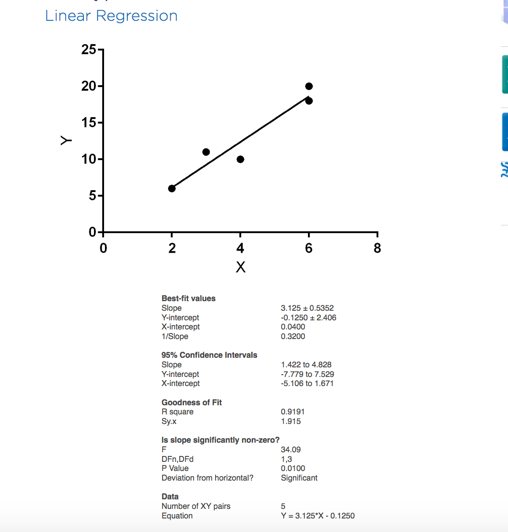 Linear Regression
25
20
15
10
5
0
Y
0 2 4 6 8
X
Best-fit values
Slope 3.125 ± 0.5352
Y-intercept -0.1250 ± 2.406
X-intercept 0.0400
1/Slope 0.3200
95% Confidence Intervals
Slope 1.422 to 4.828
Y-intercept -7.779 to 7.529
X-intercept -5.106 to 1.671
Goodness of Fit
R square 0.9191
Sy.x 1.915
Is slope significantly non-zero?
F 34.09
DFn,DFd 1,3
P Value 0.0100
Deviation from horizontal? Significant
Data
Number of XY pairs 5
Equation Y = 3.125*X - 0.1250